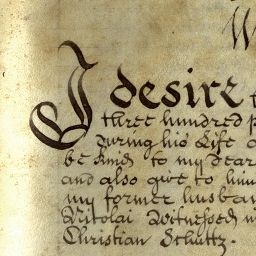 I desire
three hundred
during his Life
be kind to my dear
and also give to him
my former husban
Nitolai Witnessed
Christian Schultz.